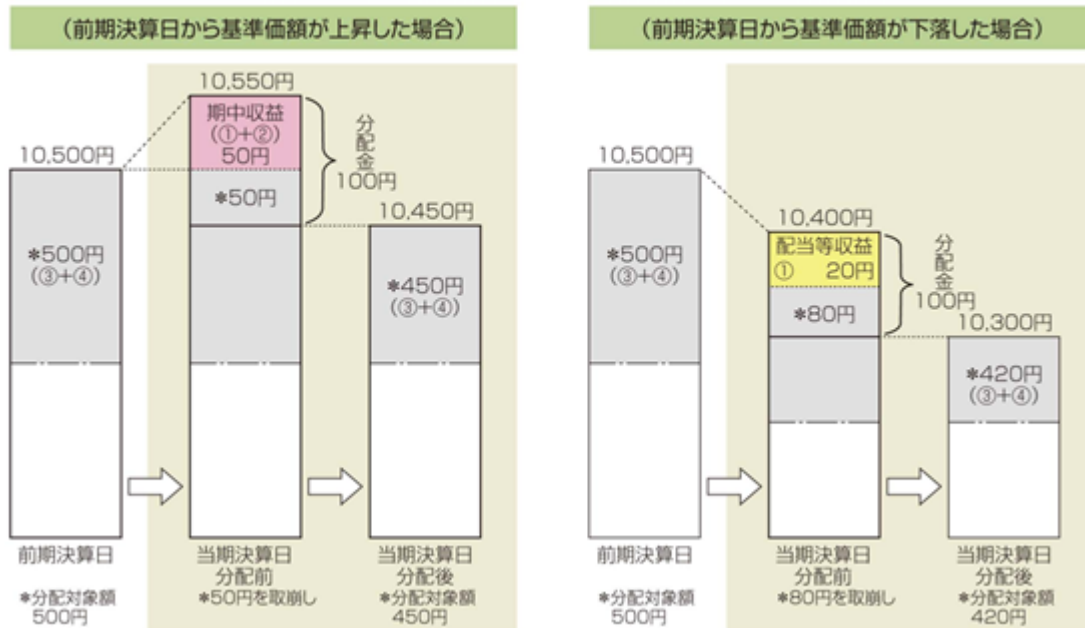 (前期決算日から基準価額が上昇した場合)
10,550円
期中収益
(①+②)
50円
分配金
100円
10,500円
*50円
10,450円
*500円
(③+④)
*450円
(③+④)
前期決算日
当期決算日
分配前
当期決算日
分配後
*分配対象額
500円
*50円を取崩し
*分配対象額
450円
(前期決算日から基準価額が下落した場合)
10,500円
10,400円
*500円
(③+④)
配当等収益
① 20円
分配金
100円
*80円
10,300円
*420円
(③+④)
前期決算日
当期決算日
分配前
当期決算日
分配後
*分配対象額
500円
*80円を取崩し
*分配対象額
420円